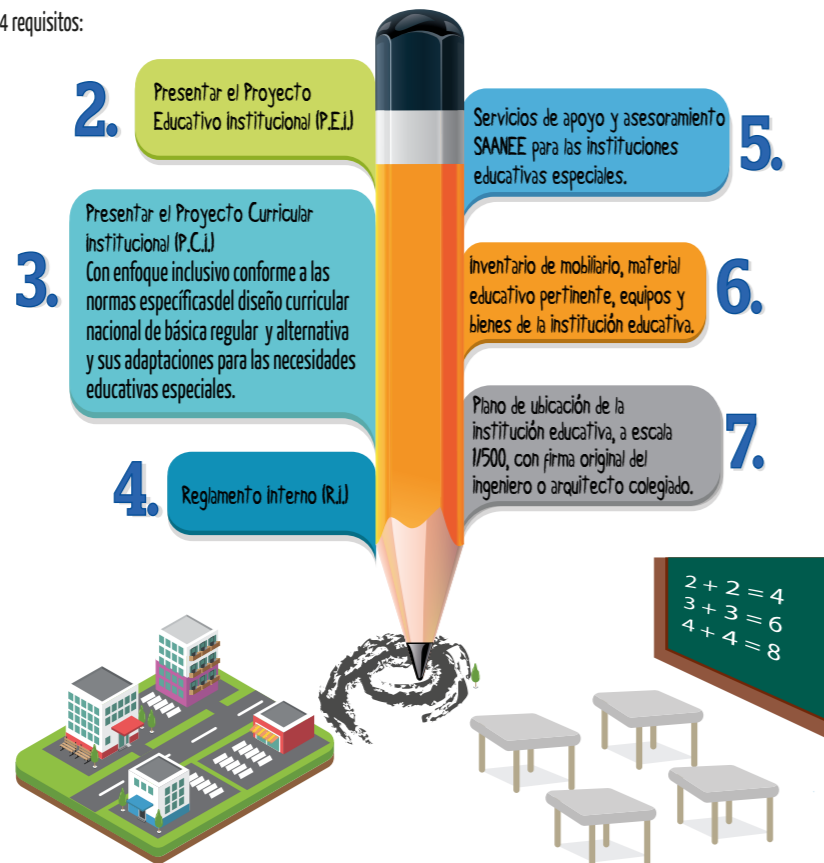 4 requisitos:
2.
Presentar el Proyecto
Educativo Institucional (P.E.I.)
3.
Presentar el Proyecto Curricular
Institucional (P.C.I.)
Con enfoque inclusivo conforme a las
normas específicasdel diseño curricular
nacional de básica regular y alternativa
y sus adaptaciones para las necesidades
educativas especiales.
4.
Reglamento Interno (R.I.)
5.
Servicios de apoyo y asesoramiento
SAANEE para las instituciones
educativas especiales.
6.
Inventario de mobiliario, material
educativo pertinente, equipos y
bienes de la institución educativa.
7.
Plano de ubicación de la
institución educativa, a escala
1/500, con firma original del
ingeniero o arquitecto colegiado.
2 + 2 = 4
3 + 3 = 6
4 + 4 = 8